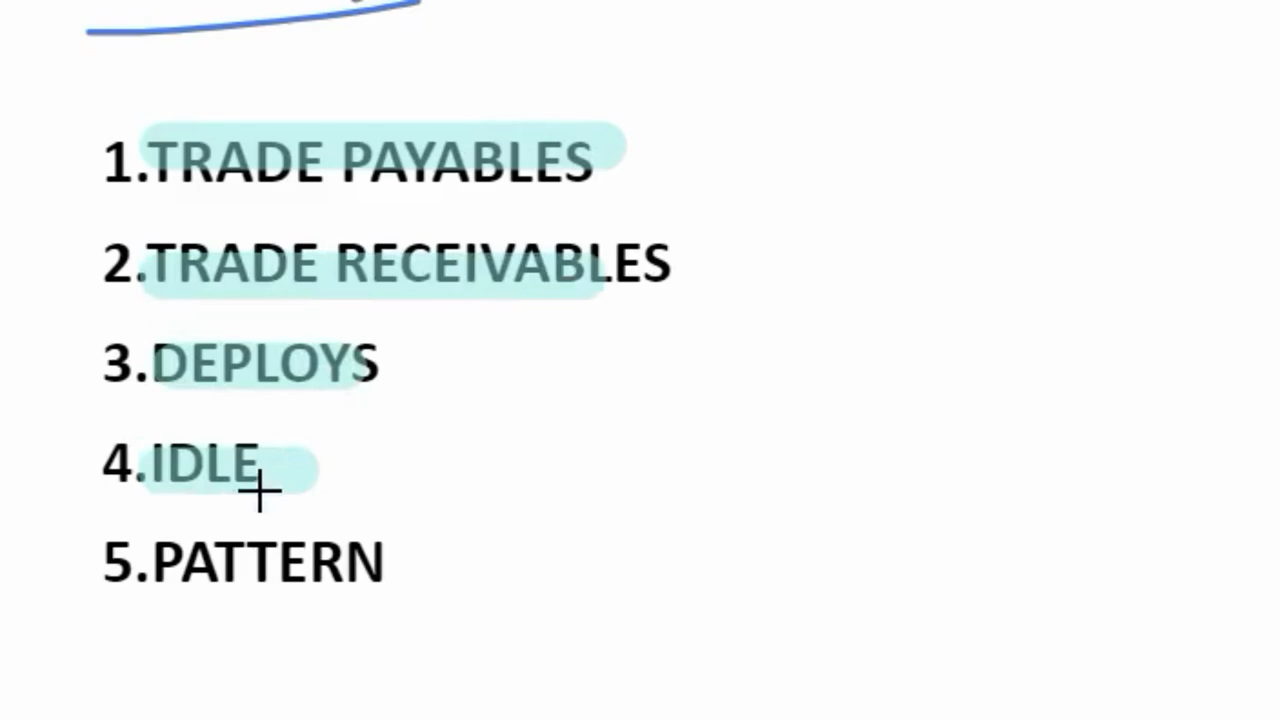 1.TRADE PAYABLES
2.TRADE RECEIVABLES
3.DEPLOYS
4.IDLE
5.PATTERN